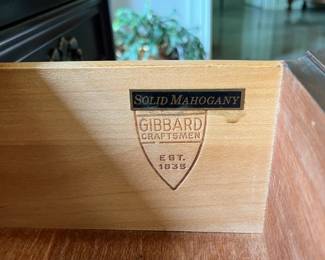 SOLID MAHOGANY
GIBBARD
CRAFTSMEN
EST.
1835